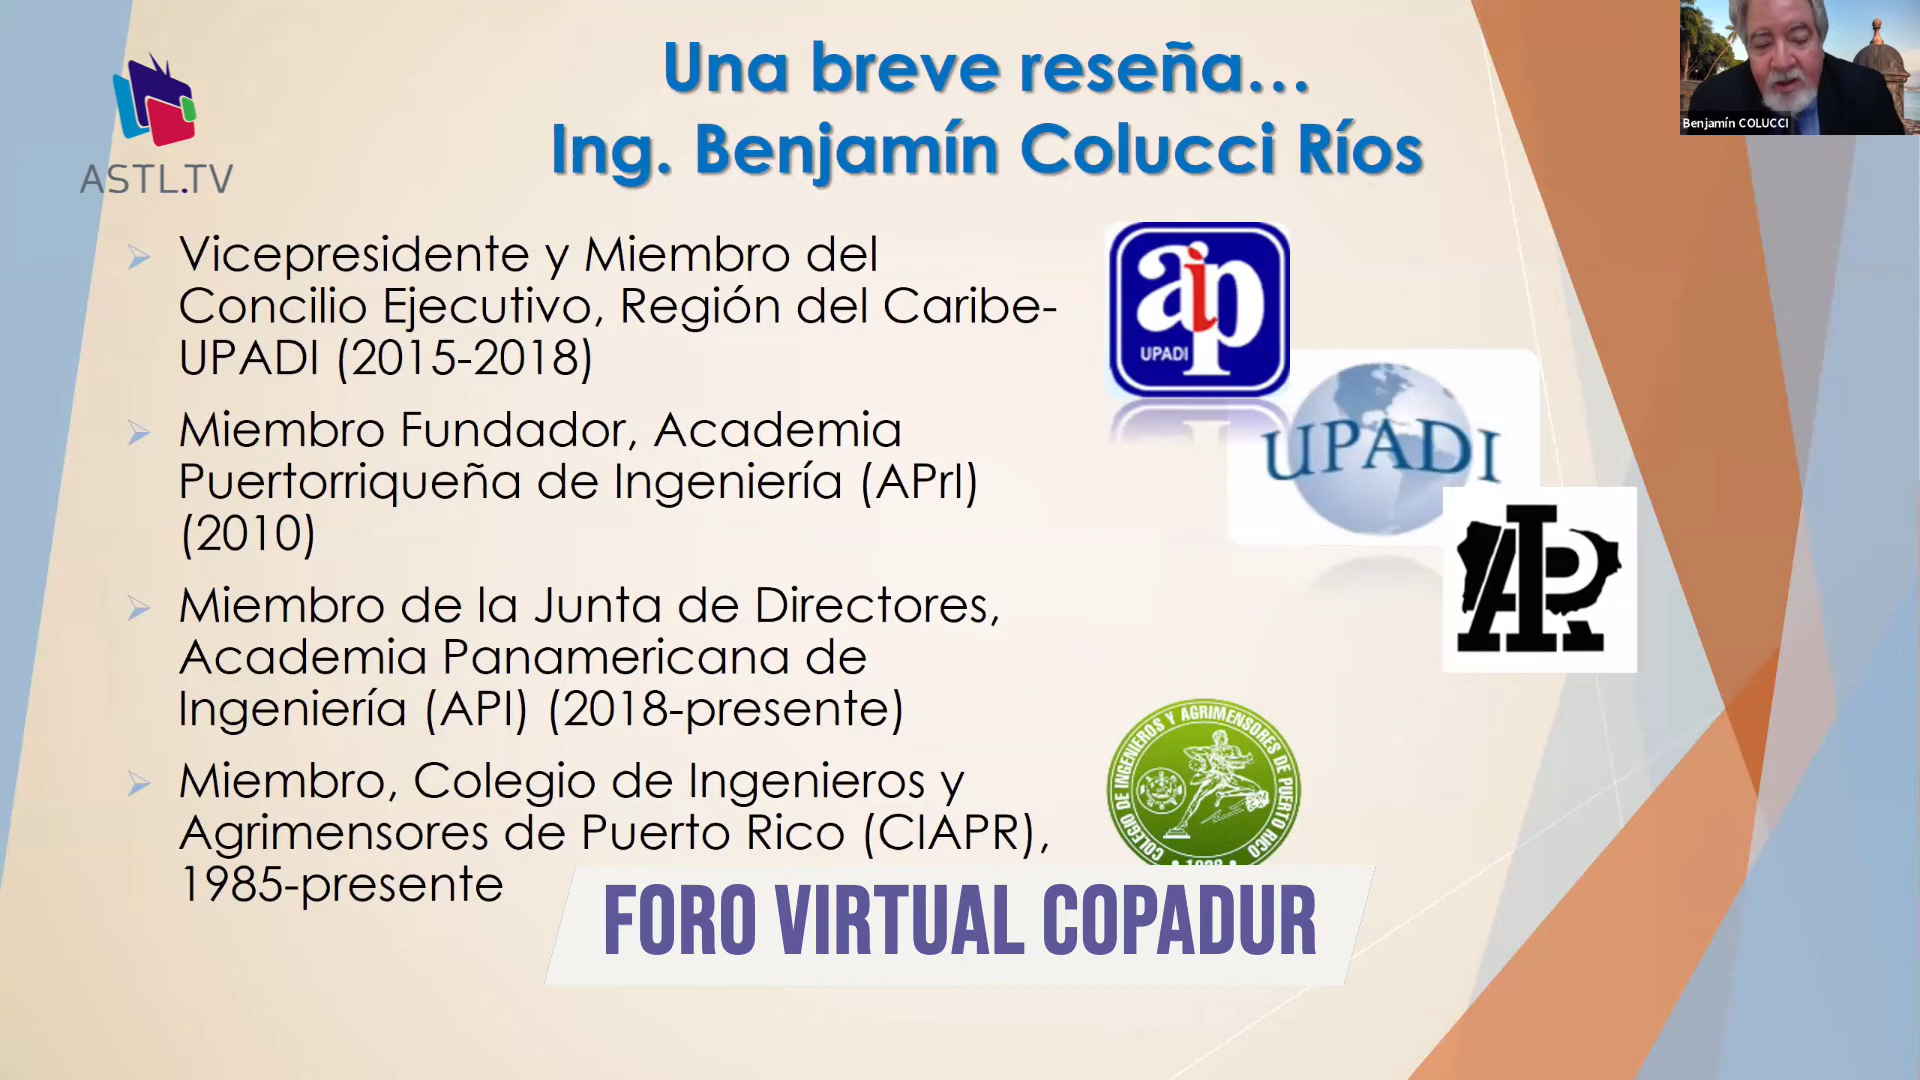 Una breve reseña...
Ing. Benjamín Colucci Ríos
Benjamín COLUCCI
ASTL.TV
Vicepresidente y Miembro del
Concilio Ejecutivo, Región del Caribe-
UPADI (2015-2018)
Miembro Fundador, Academia
Puertorriqueña de Ingeniería (APrI)
(2010)
Miembro de la Junta de Directores,
Academia Panamericana de
Ingeniería (API) (2018-presente)
Miembro, Colegio de Ingenieros y
Agrimensores de Puerto Rico (CIAPR),
1985-presente
aip
UPADI
UPADI
AIP
COLEGIO DE INGENIEROS Y AGRIMENSORES DE PUERTO RICO
FORO VIRTUAL COPADUR